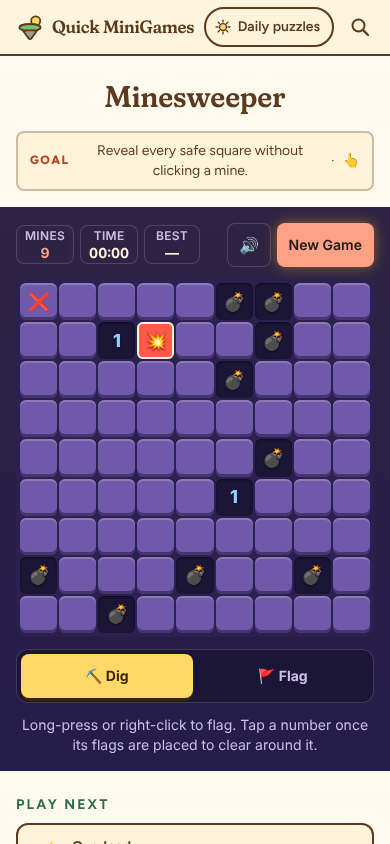 Quick MiniGames
Daily puzzles
Minesweeper
GOAL
Reveal every safe square without
clicking a mine.
·
MINES
9
TIME
00:00
BEST
—
New Game
1
1
Dig
Flag
Long-press or right-click to flag. Tap a number once
its flags are placed to clear around it.
PLAY NEXT